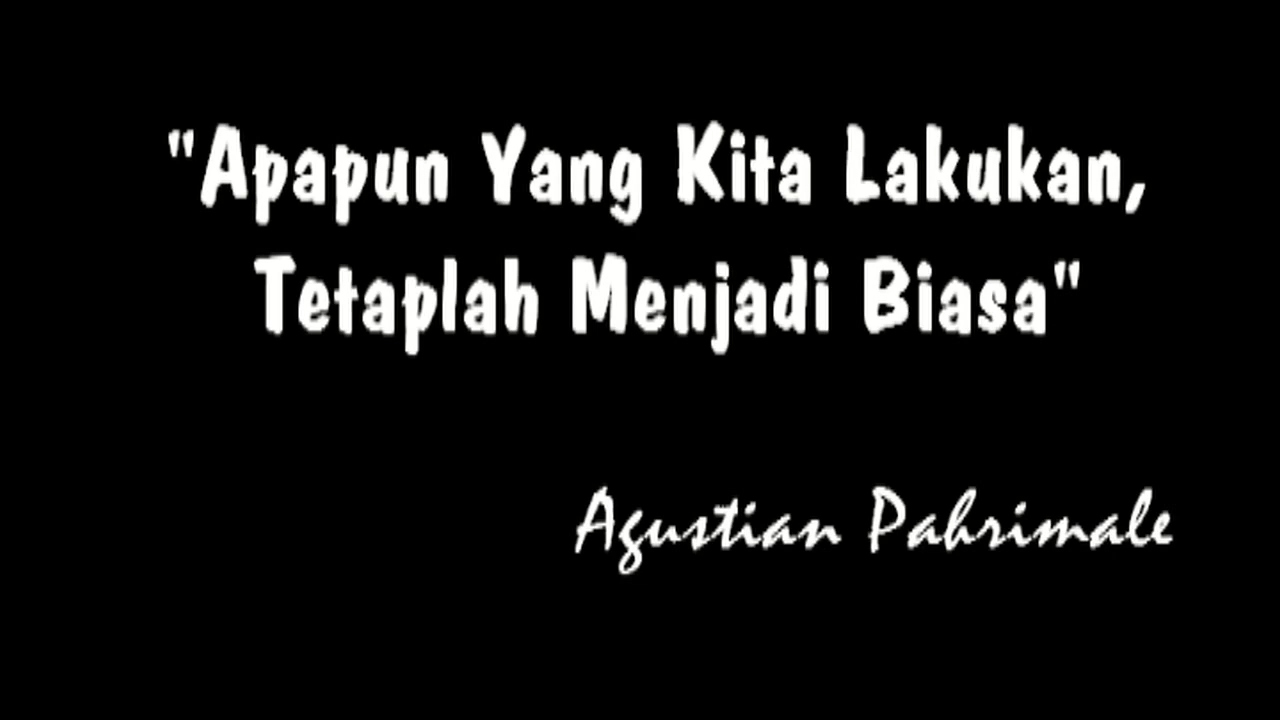 "Apapun Yang Kita Lakukan,
Tetaplah Menjadi Biasa"
Agustian Pahrimale